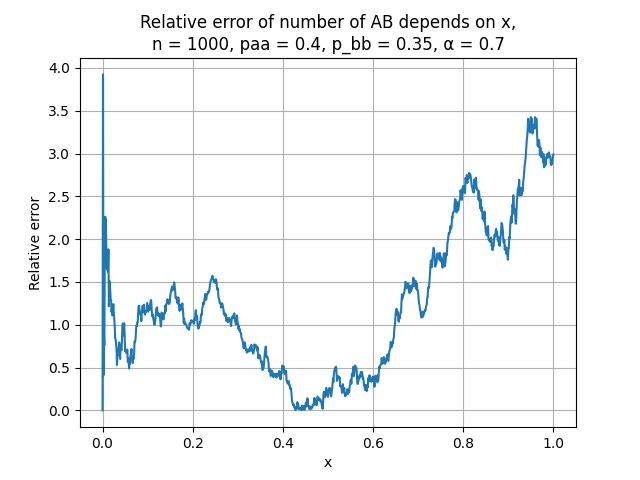 Relative error of number of AB depends on x,
n = 1000, paa = 0.4, p_bb = 0.35, α = 0.7
4.0
3.5
3.0
2.5
2.0
1.5
1.0
0.5
0.0
Relative error
0.0 0.2 0.4 0.6 0.8 1.0
x